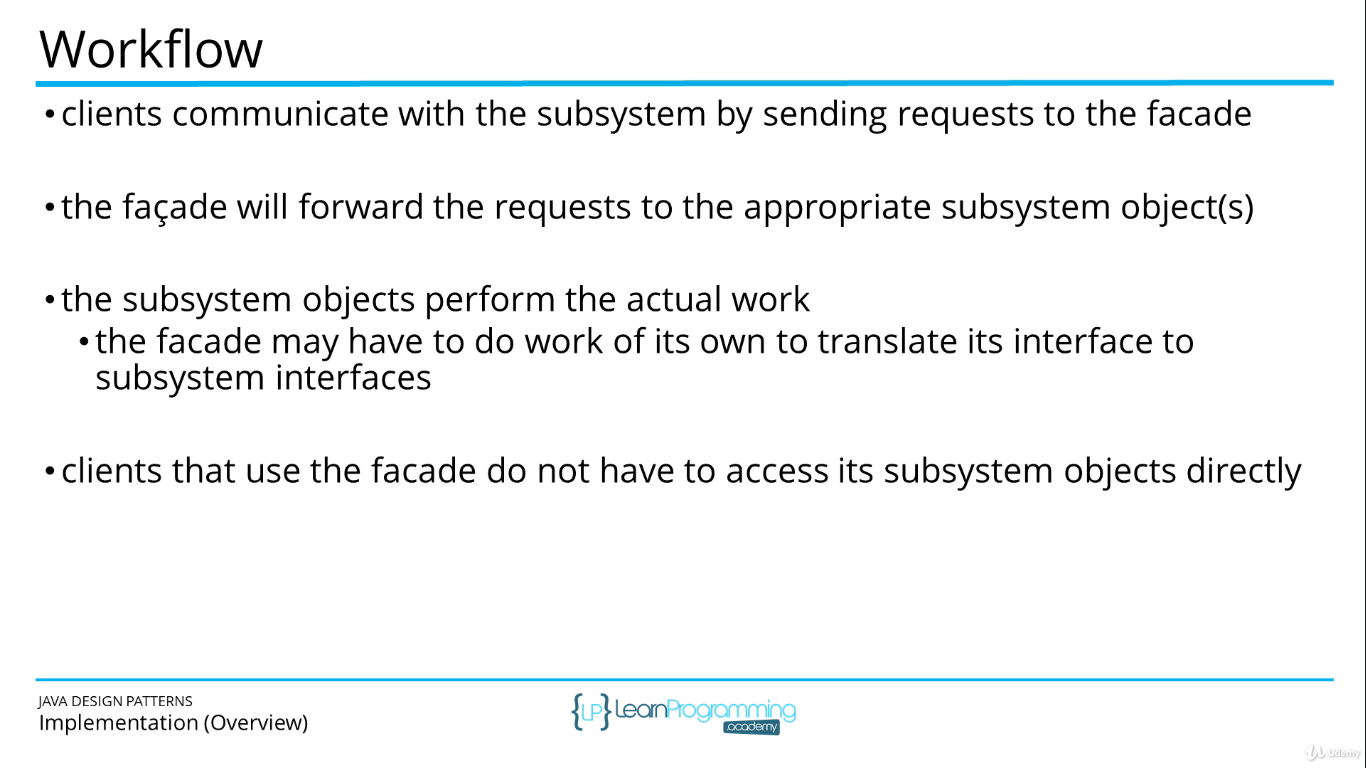 Workflow
• clients communicate with the subsystem by sending requests to the facade
• the façade will forward the requests to the appropriate subsystem object(s)
• the subsystem objects perform the actual work
• the facade may have to do work of its own to translate its interface to
subsystem interfaces
• clients that use the facade do not have to access its subsystem objects directly
JAVA DESIGN PATTERNS
Implementation (Overview)
{LP} LearnProgramming
.academy
Udemy